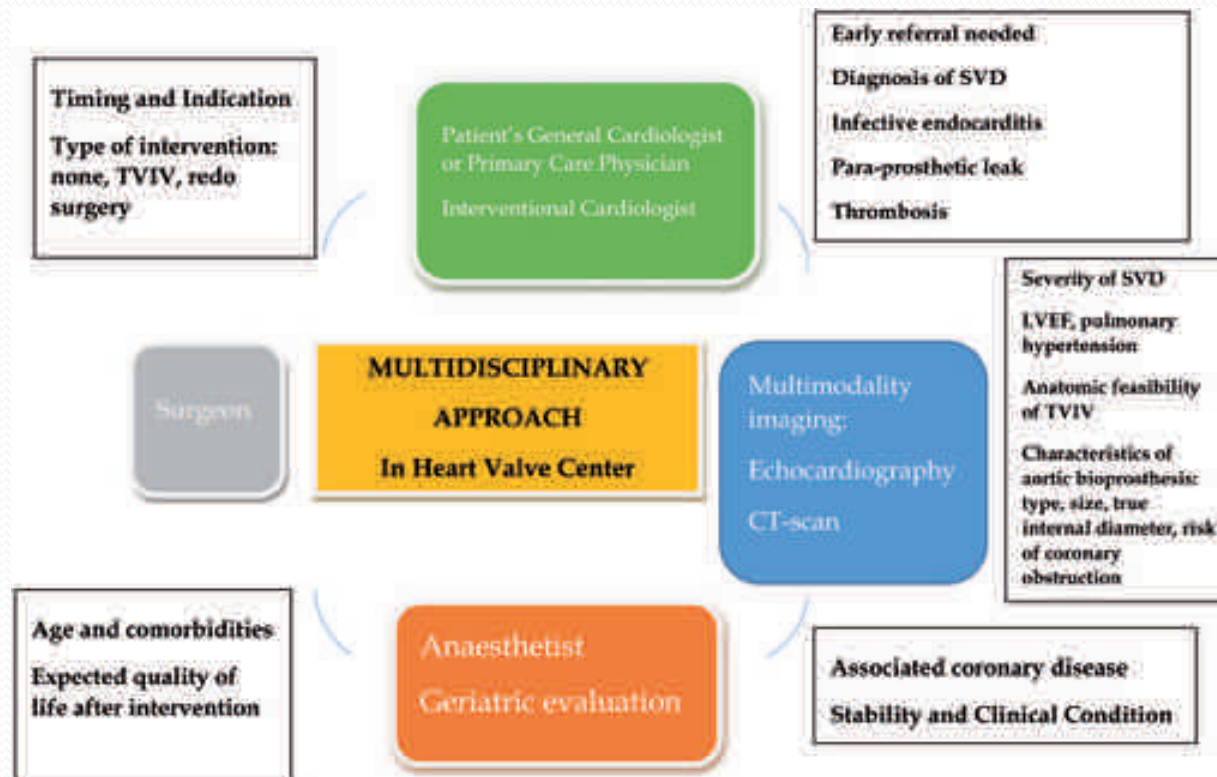 Timing and Indication
Type of intervention:
none, TVIV, redo
surgery
Patient's General Cardiologist
or Primary Care Physician
Interventional Cardiologist
Early referral needed
Diagnosis of SVD
Infective endocarditis
Para-prosthetic leak
Thrombosis
Surgeon
MULTIDISCIPLINARY
APPROACH
In Heart Valve Center
Multimodality
imaging:
Echocardiography
CT-scan
Severity of SVD
LVEF, pulmonary
hypertension
Anatomic feasibility
of TVIV
Characteristics of
aortic bioprosthesis:
type, size, true
internal diameter, risk
of coronary
obstruction
Age and comorbidities
Expected quality of
life after intervention
Anaesthetist
Geriatric evaluation
Associated coronary disease
Stability and Clinical Condition